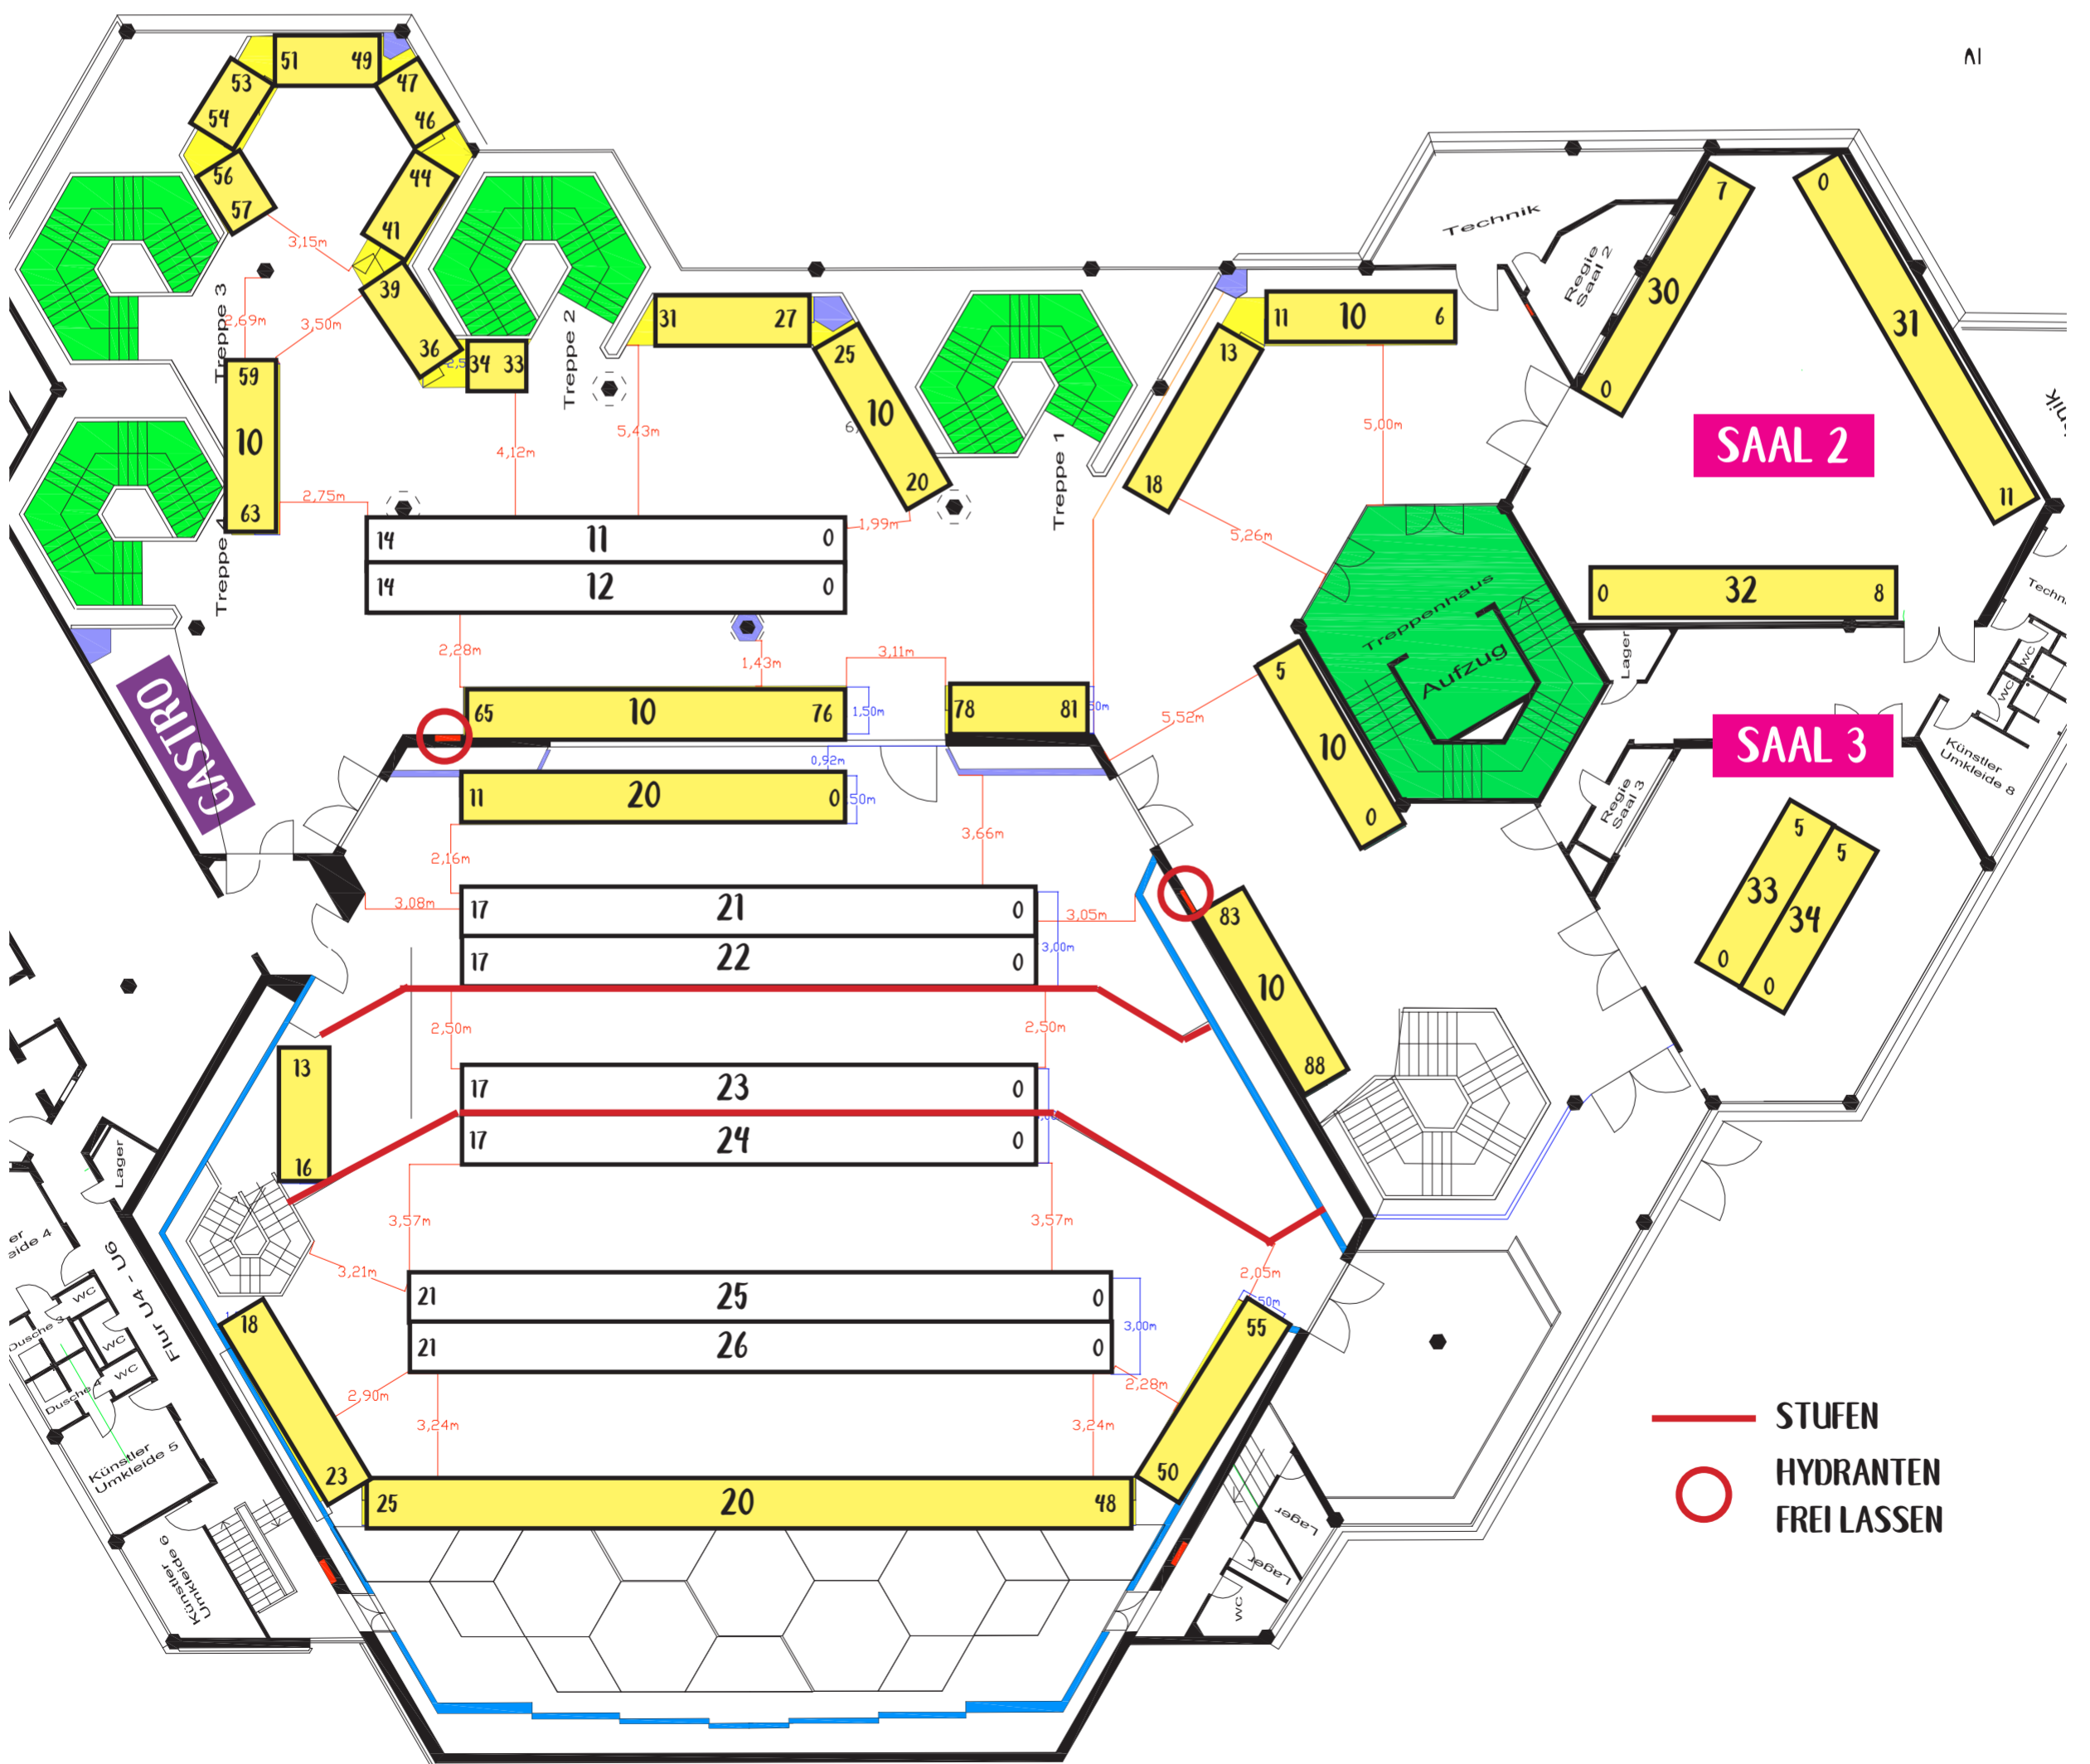 51 49
53
54
47
46
56
57
44
41
3,15m
39
36
3,50m
2,69m
Treppe 3
34 33
Treppe 2
31 27
25
10
20
59
10
63
Treppe 4
2,75m
4,12m
5,43m
1,99m
Treppe 1
11 10 6
13
18
5,00m
5,26m
Technik
Regie
Saal 2
7
30
0
0
31
11
SAAL 2
0 32 8
14 11 0
14 12 0
2,28m
1,43m
3,11m
65 10 76
1,50m
78 81
5,52m
GASTRO
Treppenhaus
Aufzug
Lager
WC
WC
5
10
0
SAAL 3
Regie
Saal 3
Künstler
Umkleide 8
5
33
0
5
34
0
0,92m
11 20 0
2,16m
3,66m
3,08m
17 21 0
3,05m
17 22 0
3,00m
83
10
88
2,50m
2,50m
13
16
17 23 0
17 24 0
Lager
3,57m
3,57m
3,21m
2,05m
Flur U4 - U6
WC
WC
WC
Dusche 3
Dusche 4
21 25 0
21 26 0
3,00m
18
23
55
50
2,90m
2,28m
3,24m
3,24m
25 20 48
Künstler
Umkleide 5
Künstler
Umkleide 6
Lager
Lager
WC
STUFEN
HYDRANTEN
FREI LASSEN